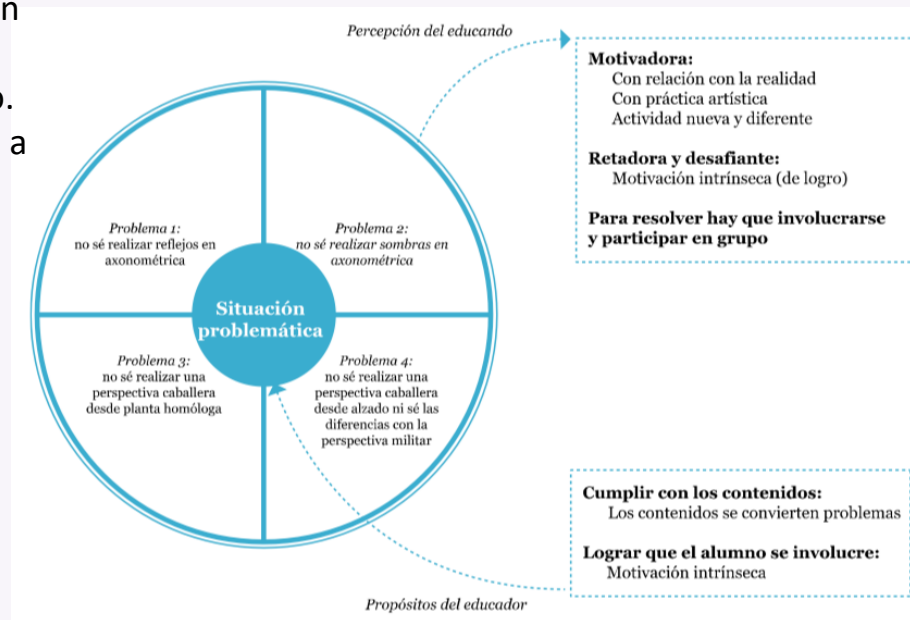 n
o.
a
Percepción del educando
Motivadora:
Con relación con la realidad
Con práctica artística
Actividad nueva y diferente
Retadora y desafiante:
Motivación intrínseca (de logro)
Para resolver hay que involucrarse
y participar en grupo
Problema 1:
no sé realizar reflejos en
axonométrica
Problema 2:
no sé realizar sombras en
axonométrica
Situación
problemática
Problema 3:
no sé realizar una
perspectiva caballera
desde planta homóloga
Problema 4:
no sé realizar una
perspectiva caballera
desde alzado ni sé las
diferencias con la
perspectiva militar
Cumplir con los contenidos:
Los contenidos se convierten problemas
Lograr que el alumno se involucre:
Motivación intrínseca
Propósitos del educador